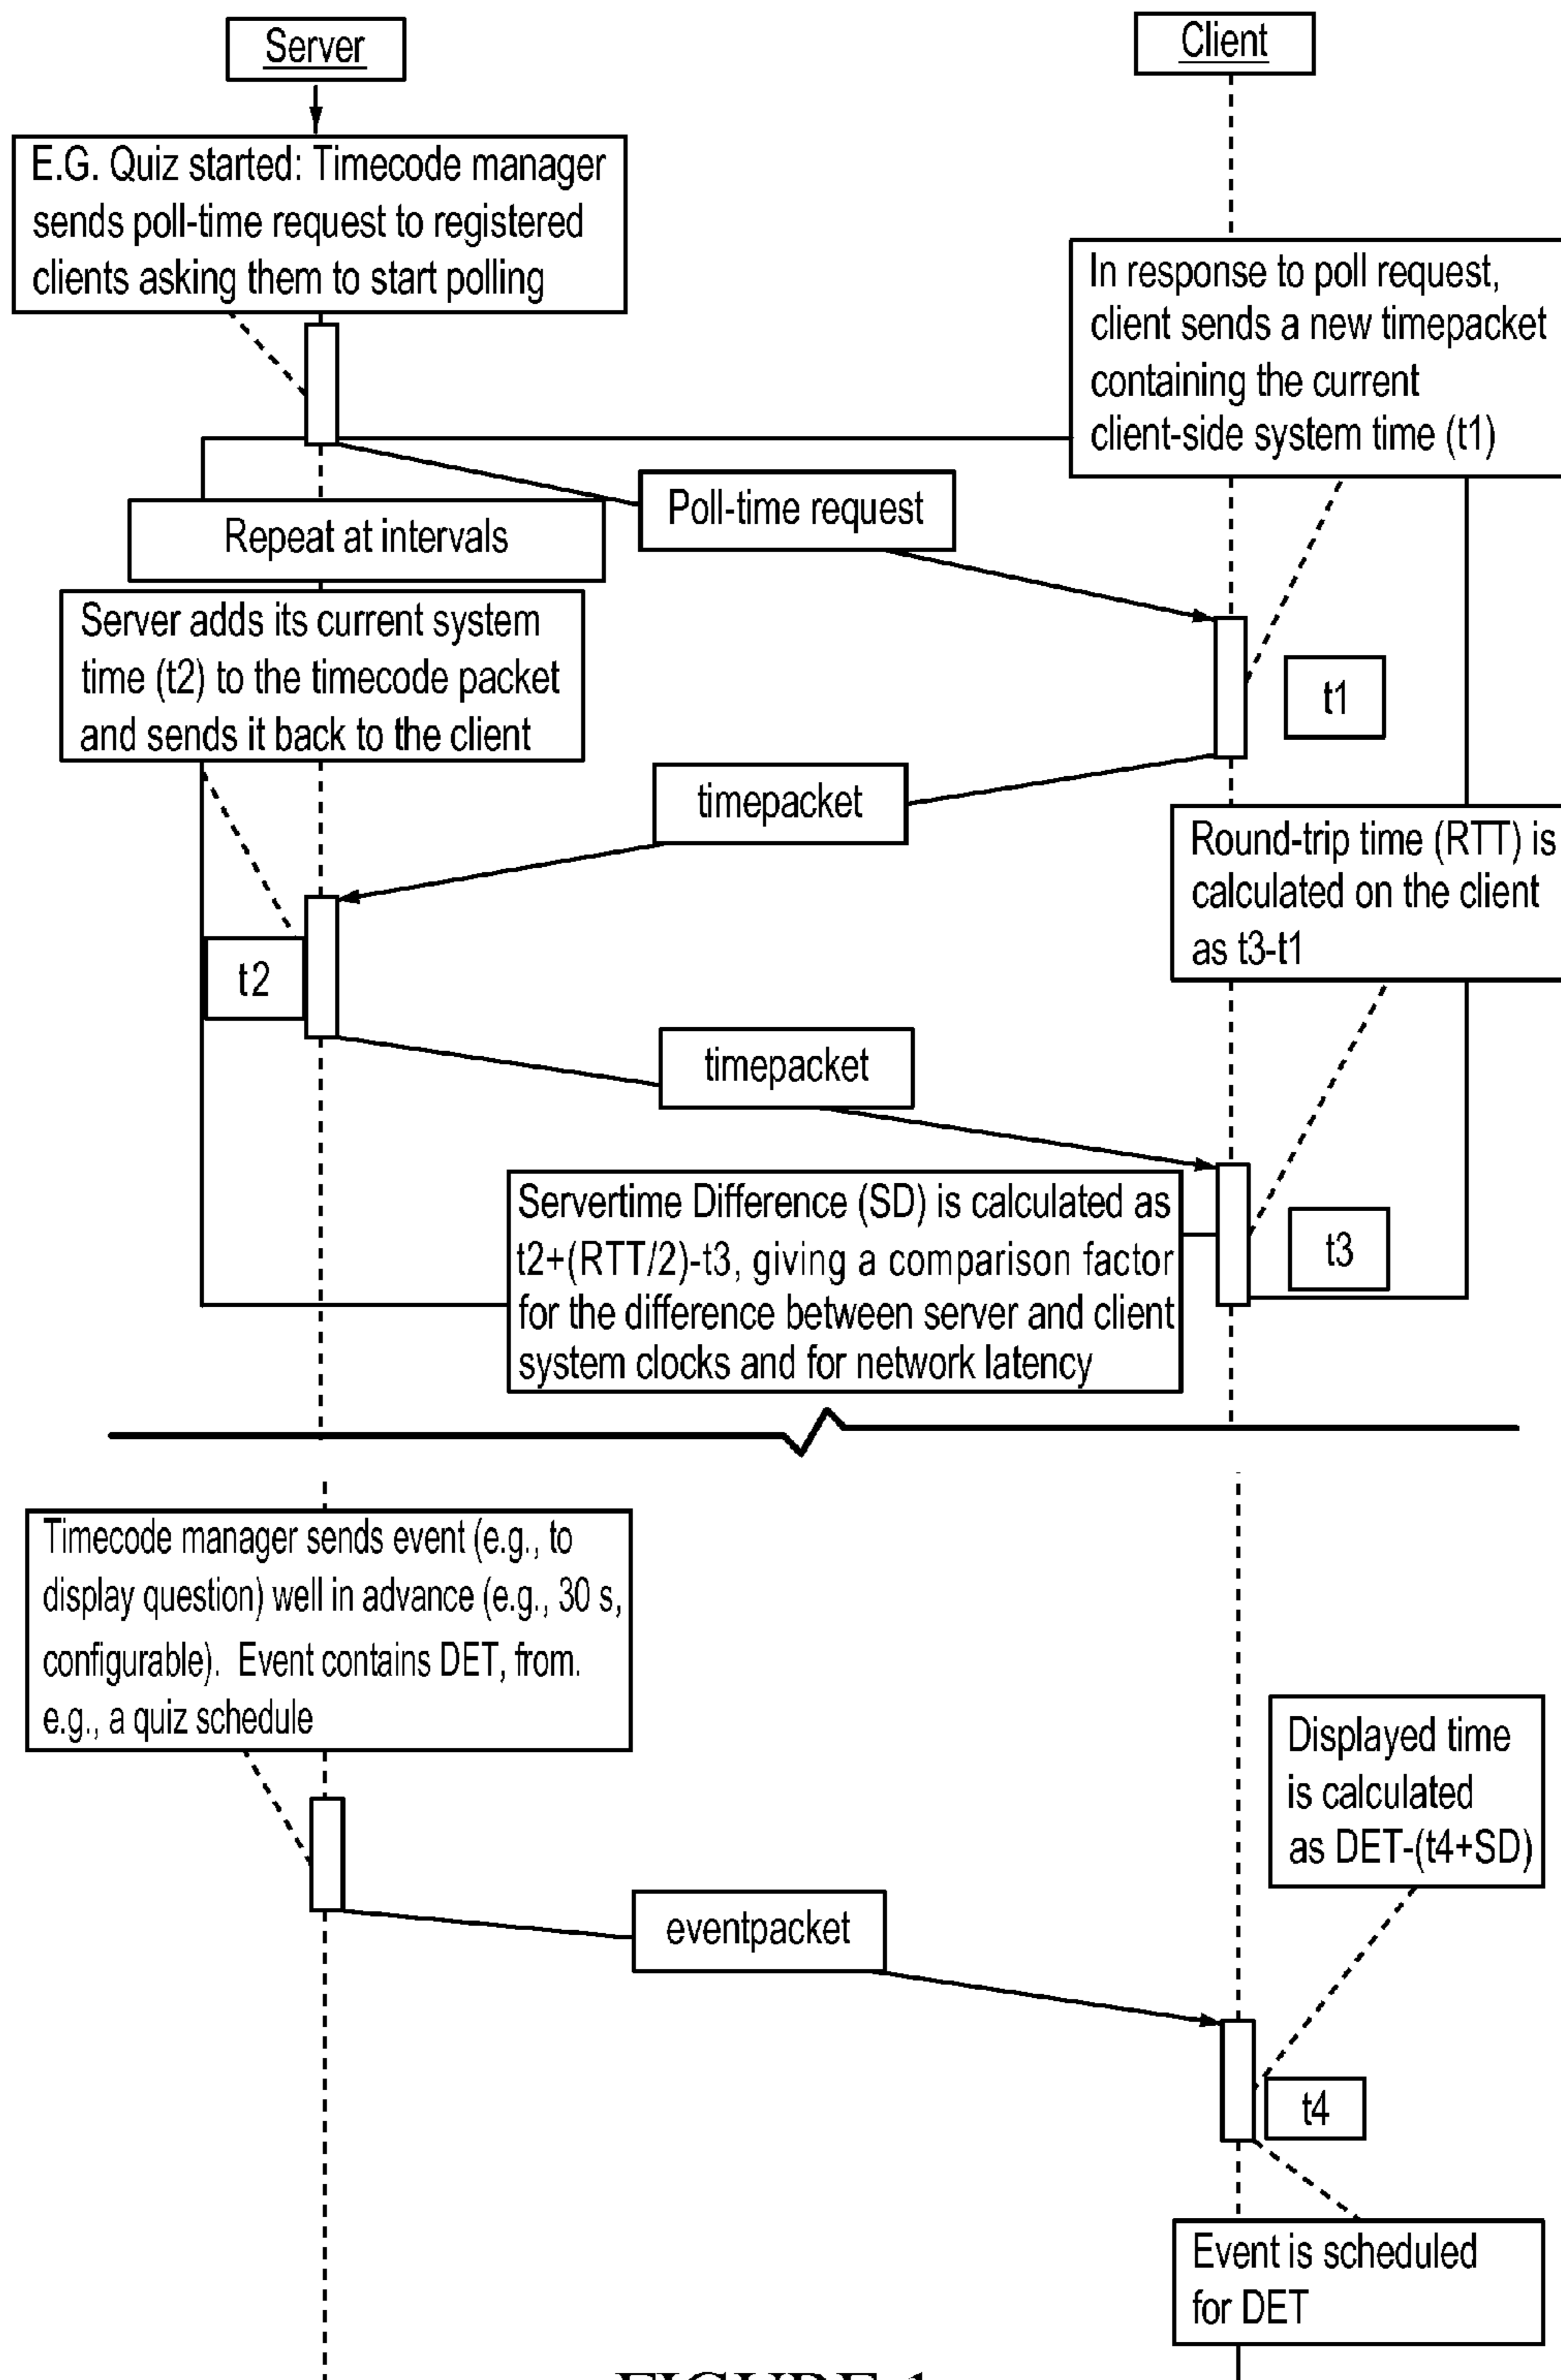 Server
Client
E.G. Quiz started: Timecode manager
sends poll-time request to registered
clients asking them to start polling
In response to poll request,
client sends a new timepacket
containing the current
client-side system time (t1)
Poll-time request
Repeat at intervals
Server adds its current system
time (t2) to the timecode packet
and sends it back to the client
t1
timepacket
Round-trip time (RTT) is
calculated on the client
as t3-t1
t2
timepacket
Servertime Difference (SD) is calculated as
t2+(RTT/2)-t3, giving a comparison factor
for the difference between server and client
system clocks and for network latency
t3
Timecode manager sends event (e.g., to
display question) well in advance (e.g., 30 s,
configurable). Event contains DET, from.
e.g., a quiz schedule
Displayed time
is calculated
as DET-(t4+SD)
eventpacket
t4
Event is scheduled
for DET
FIGURE 1